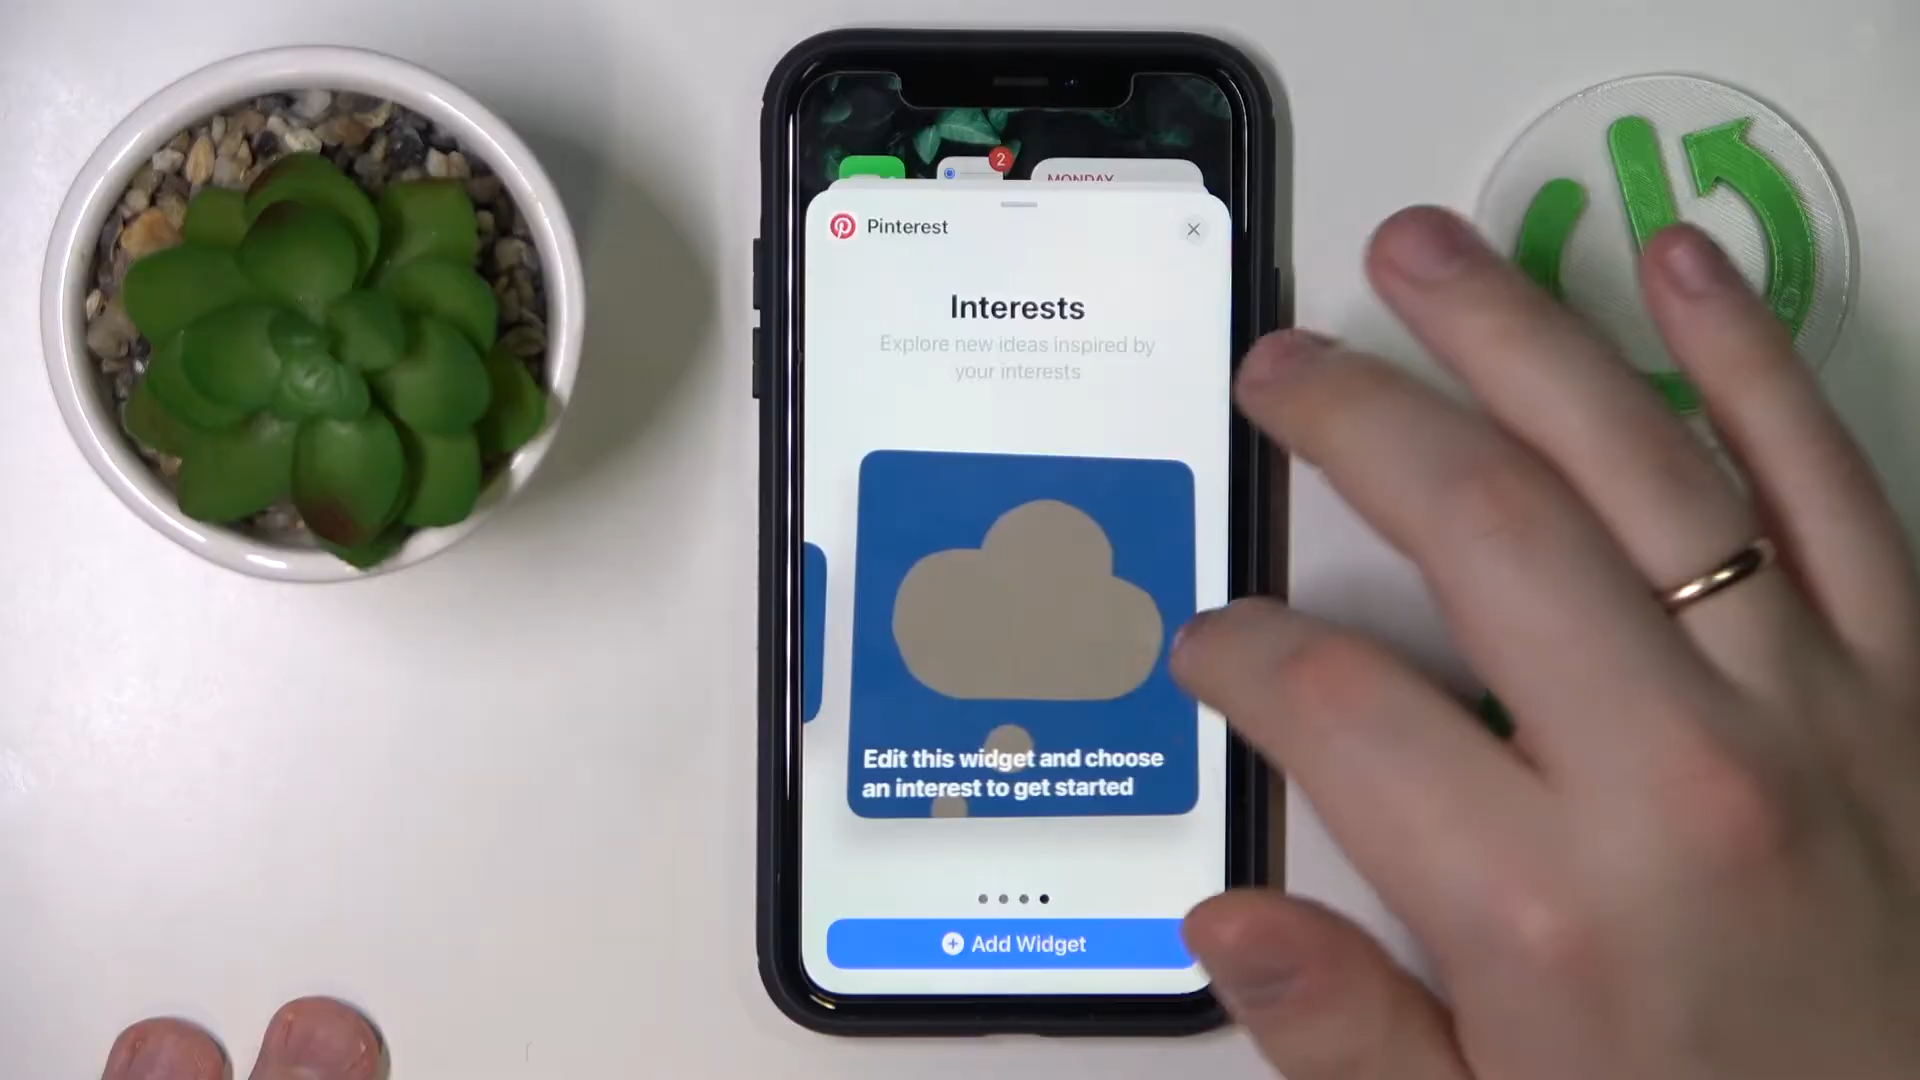 2
MONDAY
Pinterest
Interests
Explore new ideas inspired by
your interests
Edit this widget and choose
an interest to get started
Add Widget